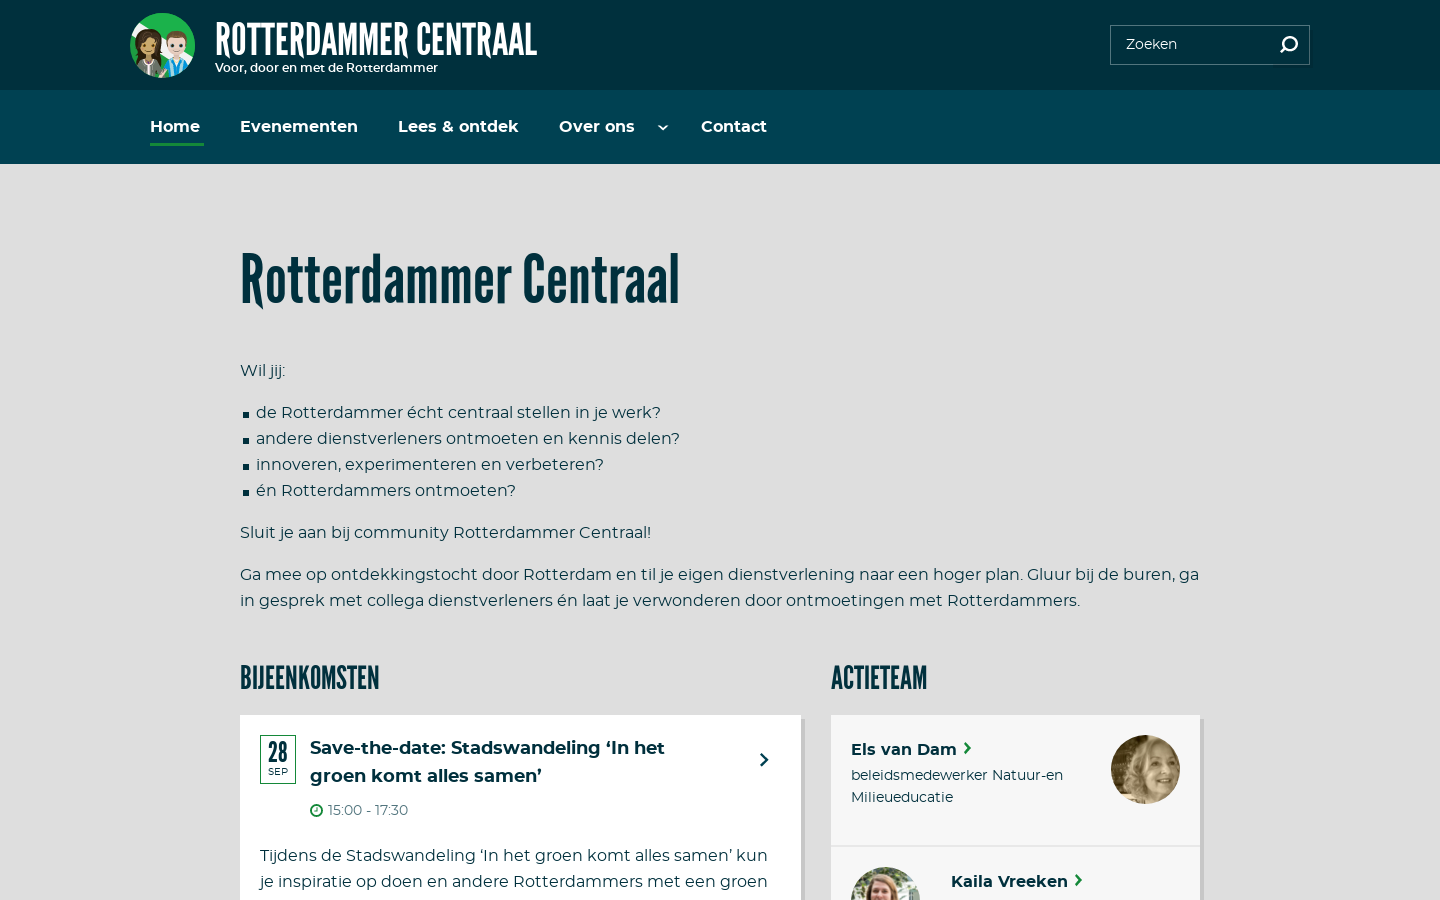 ROTTERDAMMER CENTRAAL
Voor, door en met de Rotterdammer
Zoeken
Home
Evenementen
Lees & ontdek
Over ons
Contact
Rotterdammer Centraal
Wil jij:
de Rotterdammer écht centraal stellen in je werk?
andere dienstverleners ontmoeten en kennis delen?
innoveren, experimenteren en verbeteren?
én Rotterdammers ontmoeten?
Sluit je aan bij community Rotterdammer Centraal!
Ga mee op ontdekkingstocht door Rotterdam en til je eigen dienstverlening naar een hoger plan. Gluur bij de buren, ga
in gesprek met collega dienstverleners én laat je verwonderen door ontmoetingen met Rotterdammers.
BIJEENKOMSTEN
28
SEP
Save-the-date: Stadswandeling ‘In het
groen komt alles samen’
15:00 - 17:30
Tijdens de Stadswandeling ‘In het groen komt alles samen’ kun
je inspiratie op doen en andere Rotterdammers met een groen
ACTIETEAM
Els van Dam
beleidsmedewerker Natuur-en
Milieueducatie
Kaila Vreeken